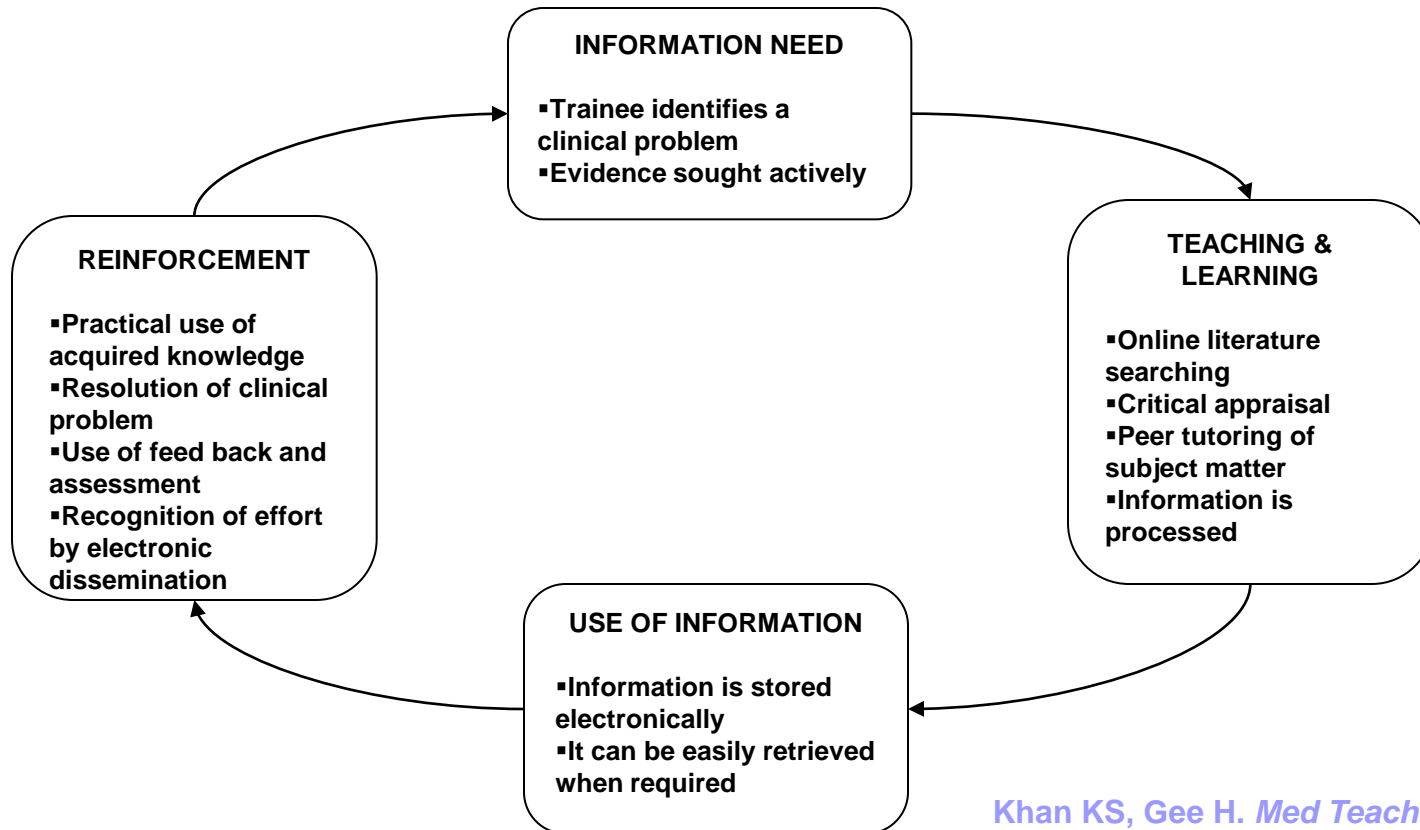 INFORMATION NEED
▪Trainee identifies a
clinical problem
▪Evidence sought actively
TEACHING &
LEARNING
▪Online literature
searching
▪Critical appraisal
▪Peer tutoring of
subject matter
▪Information is
processed
USE OF INFORMATION
▪Information is stored
electronically
▪It can be easily retrieved
when required
REINFORCEMENT
▪Practical use of
acquired knowledge
▪Resolution of clinical
problem
▪Use of feed back and
assessment
▪Recognition of effort
by electronic
dissemination
Khan KS, Gee H. Med Teach